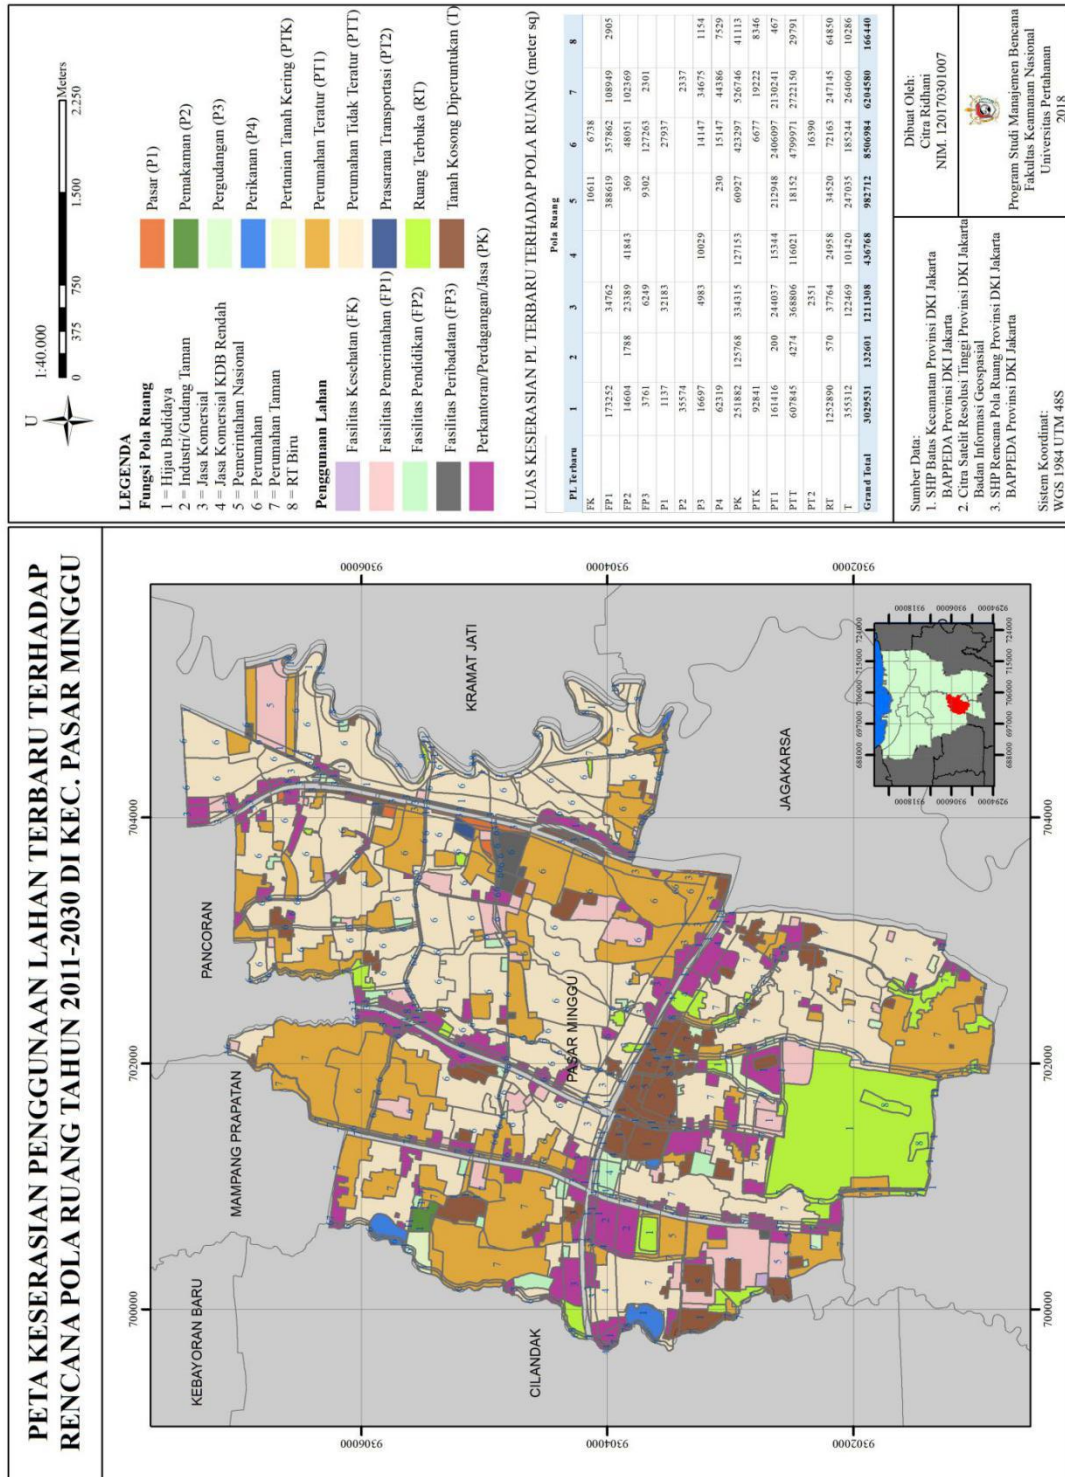 PETA KESERASIAN PENGGUNAAN LAHAN TERBARU TERHADAP
RENCANA POLA RUANG TAHUN 2011-2030 DI KEC. PASAR MINGGU
700000 702000 704000
9306000
9304000
9302000
KEBAYORAN BARU
MAMPANG PRAPATAN
PANCORAN
KRAMAT JATI
CILANDAK
PASAR MINGGU
JAGAKARSA
688000 697000 706000 715000 724000
9318000
9306000
9294000
U
1:40.000
0 375 750 1.500 2.250
Meters
LEGENDA
Fungsi Pola Ruang
1 = Hijau Budidaya
2 = Industri/Gudang Taman
3 = Jasa Komersial
4 = Jasa Komersial KDB Rendah
5 = Pemerintahan Nasional
6 = Perumahan
7 = Perumahan Taman
8 = RT Biru
Penggunaan Lahan
Fasilitas Kesehatan (FK)
Fasilitas Pemerintahan (FP1)
Fasilitas Pendidikan (FP2)
Fasilitas Peribadatan (FP3)
Perkantoran/Perdagangan/Jasa (PK)
Pasar (P1)
Pemakaman (P2)
Pergudangan (P3)
Perikanan (P4)
Pertanian Tanah Kering (PTK)
Perumahan Teratur (PT1)
Perumahan Tidak Teratur (PTT)
Prasarana Transportasi (PT2)
Ruang Terbuka (RT)
Tanah Kosong Diperuntukan (T)
LUAS KESERASIAN PL TERBARU TERHADAP POLA RUANG (meter sq)
Pola Ruang
PL Terbaru 1 2 3 4 5 6 7 8
FK 10611 6738
FP1 173252 34762 388619 357862 108949 2905
FP2 14604 1788 23389 41843 369 48051 102369
FP3 3761 6249 9302 127263 2301
P1 1137 32183 27937
P2 35574 2337
P3 16697 4983 10029 14147 34675 1154
P4 62319 230 15147 44386 7529
PK 251882 125768 334315 127153 60927 423297 526746 41113
PTK 92841 6677 19222 8346
PT1 161416 200 244037 15344 212948 2406097 2130241 467
PTT 607845 4274 368806 116021 18152 4799971 2722150 29791
PT2 2351 16390
RT 1252890 570 37764 24958 34520 72163 247145 64850
T 355312 122469 101420 247035 185244 264060 10286
Grand Total 3029531 132601 1211308 436768 982712 8506984 6204580 166440
Sumber Data:
1. SHP Batas Kecamatan Provinsi DKI Jakarta
BAPPEDA Provinsi DKI Jakarta
2. Citra Satelit Resolusi Tinggi Provinsi DKI Jakarta
Badan Informasi Geospasial
3. SHP Rencana Pola Ruang Provinsi DKI Jakarta
BAPPEDA Provinsi DKI Jakarta
Sistem Koordinat:
WGS 1984 UTM 48S
Dibuat Oleh:
Citra Ridhani
NIM. 120170301007
Program Studi Manajemen Bencana
Fakultas Keamanan Nasional
Universitas Pertahanan
2018